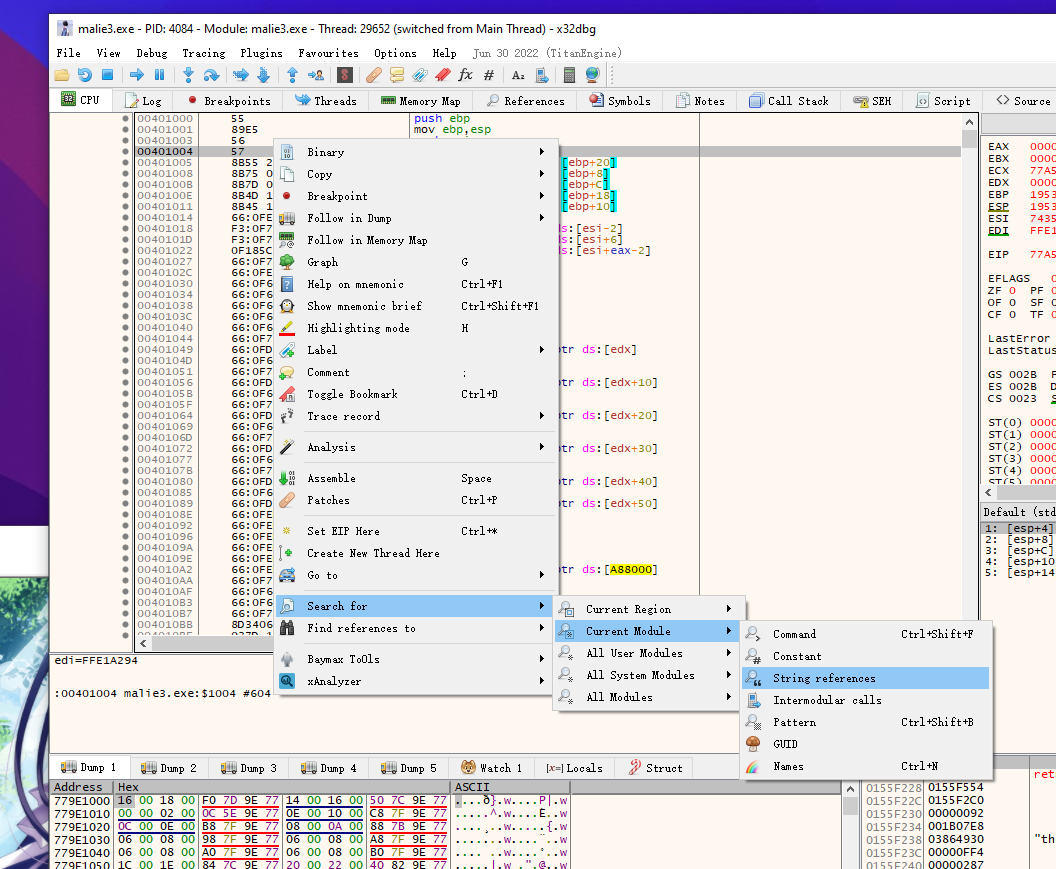 malie3.exe - PID: 4084 - Module: malie3.exe - Thread: 29652 (switched from Main Thread) - x32dbg
File View Debug Tracing Plugins Favourites Options Help Jun 30 2022 (TitanEngine)
CPU Log Breakpoints Threads Memory Map References Symbols Notes Call Stack SEH Script Source
00401000 55 push ebp
00401001 89E5 mov ebp,esp
00401003 56
00401004 57
00401005 8B55 2 [ebp+20]
00401008 8B75 0 [ebp+8]
0040100B 8B7D 0 [ebp+C]
0040100E 8B4D 1 [ebp+18]
00401011 8B45 1 [ebp+10]
00401014 66:0FE
00401018 F3:0F7 s:[esi-2]
0040101D F3:0F7 s:[esi+6]
00401022 0F185C s:[esi+eax-2]
00401027 66:0F7
0040102C 66:0FE
00401030 66:0F6
00401034 66:0F6
00401038 66:0F6
0040103C 66:0F6
00401040 66:0F6
00401044 66:0F7
00401049 66:0FD tr ds:[edx]
0040104D 66:0F6
00401051 66:0F7
00401056 66:0FD tr ds:[edx+10]
0040105B 66:0F6
0040105F 66:0F7
00401064 66:0FD tr ds:[edx+20]
00401069 66:0F6
0040106D 66:0F7
00401072 66:0FD tr ds:[edx+30]
00401077 66:0F6
0040107B 66:0F7
00401080 66:0FD tr ds:[edx+40]
00401085 66:0F6
00401089 66:0FD tr ds:[edx+50]
0040108E 66:0FE
00401092 66:0FE
00401096 66:0FE
0040109A 66:0FE
0040109E 66:0FE
004010A2 66:0FE tr ds:[A88000]
004010AA 66:0F7
004010AF 66:0F6
004010B3 66:0F6
004010B7 66:0F7
004010BB 8D3406
Binary
Copy
Breakpoint
Follow in Dump
Follow in Memory Map
Graph G
Help on mnemonic Ctrl+F1
Show mnemonic brief Ctrl+Shift+F1
Highlighting mode H
Label
Comment ;
Toggle Bookmark Ctrl+D
Trace record
Analysis
Assemble Space
Patches Ctrl+P
Set EIP Here Ctrl+*
Create New Thread Here
Go to
Search for
Find references to
Baymax ToOls
xAnalyzer
Current Region
Current Module
All User Modules
All System Modules
All Modules
Command Ctrl+Shift+F
Constant
String references
Intermodular calls
Pattern Ctrl+Shift+B
GUID
Names Ctrl+N
EAX 0000
EBX 0000
ECX 77A5
EDX 0000
EBP 1953
ESP 1953
ESI 7435
EDI FFE1
EIP 77A5
EFLAGS 0
ZF 0 PF 0
OF 0 SF 0
CF 0 TF 0
LastError
LastStatus
GS 002B F
ES 002B D
CS 0023 S
ST(0) 0000
ST(1) 0000
ST(2) 0000
ST(3) 0000
ST(4) 0000
ST(5) 0000
Default (std
1: [esp+4]
2: [esp+8]
3: [esp+C]
4: [esp+10
5: [esp+14
edi=FFE1A294
:00401004 malie3.exe:$1004 #604
Dump 1 Dump 2 Dump 3 Dump 4 Dump 5 Watch 1 [x=] Locals Struct
Address Hex ASCII
779E1000 16 00 18 00 F0 7D 9E 77 14 00 16 00 50 7C 9E 77 ....ð}.w....P|.w
779E1010 00 00 02 00 0C 5E 9E 77 0E 00 10 00 C8 7F 9E 77 .....^.w....È..w
779E1020 0C 00 0E 00 B8 7F 9E 77 08 00 0A 00 88 7B 9E 77 ....¸..w.....{.w
779E1030 06 00 08 00 98 7F 9E 77 06 00 08 00 A8 7F 9E 77 .......w....¨..w
779E1040 06 00 08 00 A0 7F 9E 77 06 00 08 00 B0 7F 9E 77 .... ..w....°..w
779E1050 1C 00 1E 00 84 7C 9E 77 20 00 22 00 40 82 9E 77 .....|.w .".@..w
0155F228 0155F554
0155F22C 0155F2C0
0155F230 00000092
0155F234 001B07E8
0155F238 03864930
0155F23C 00000FF4
0155F240 00000287
ret
"th